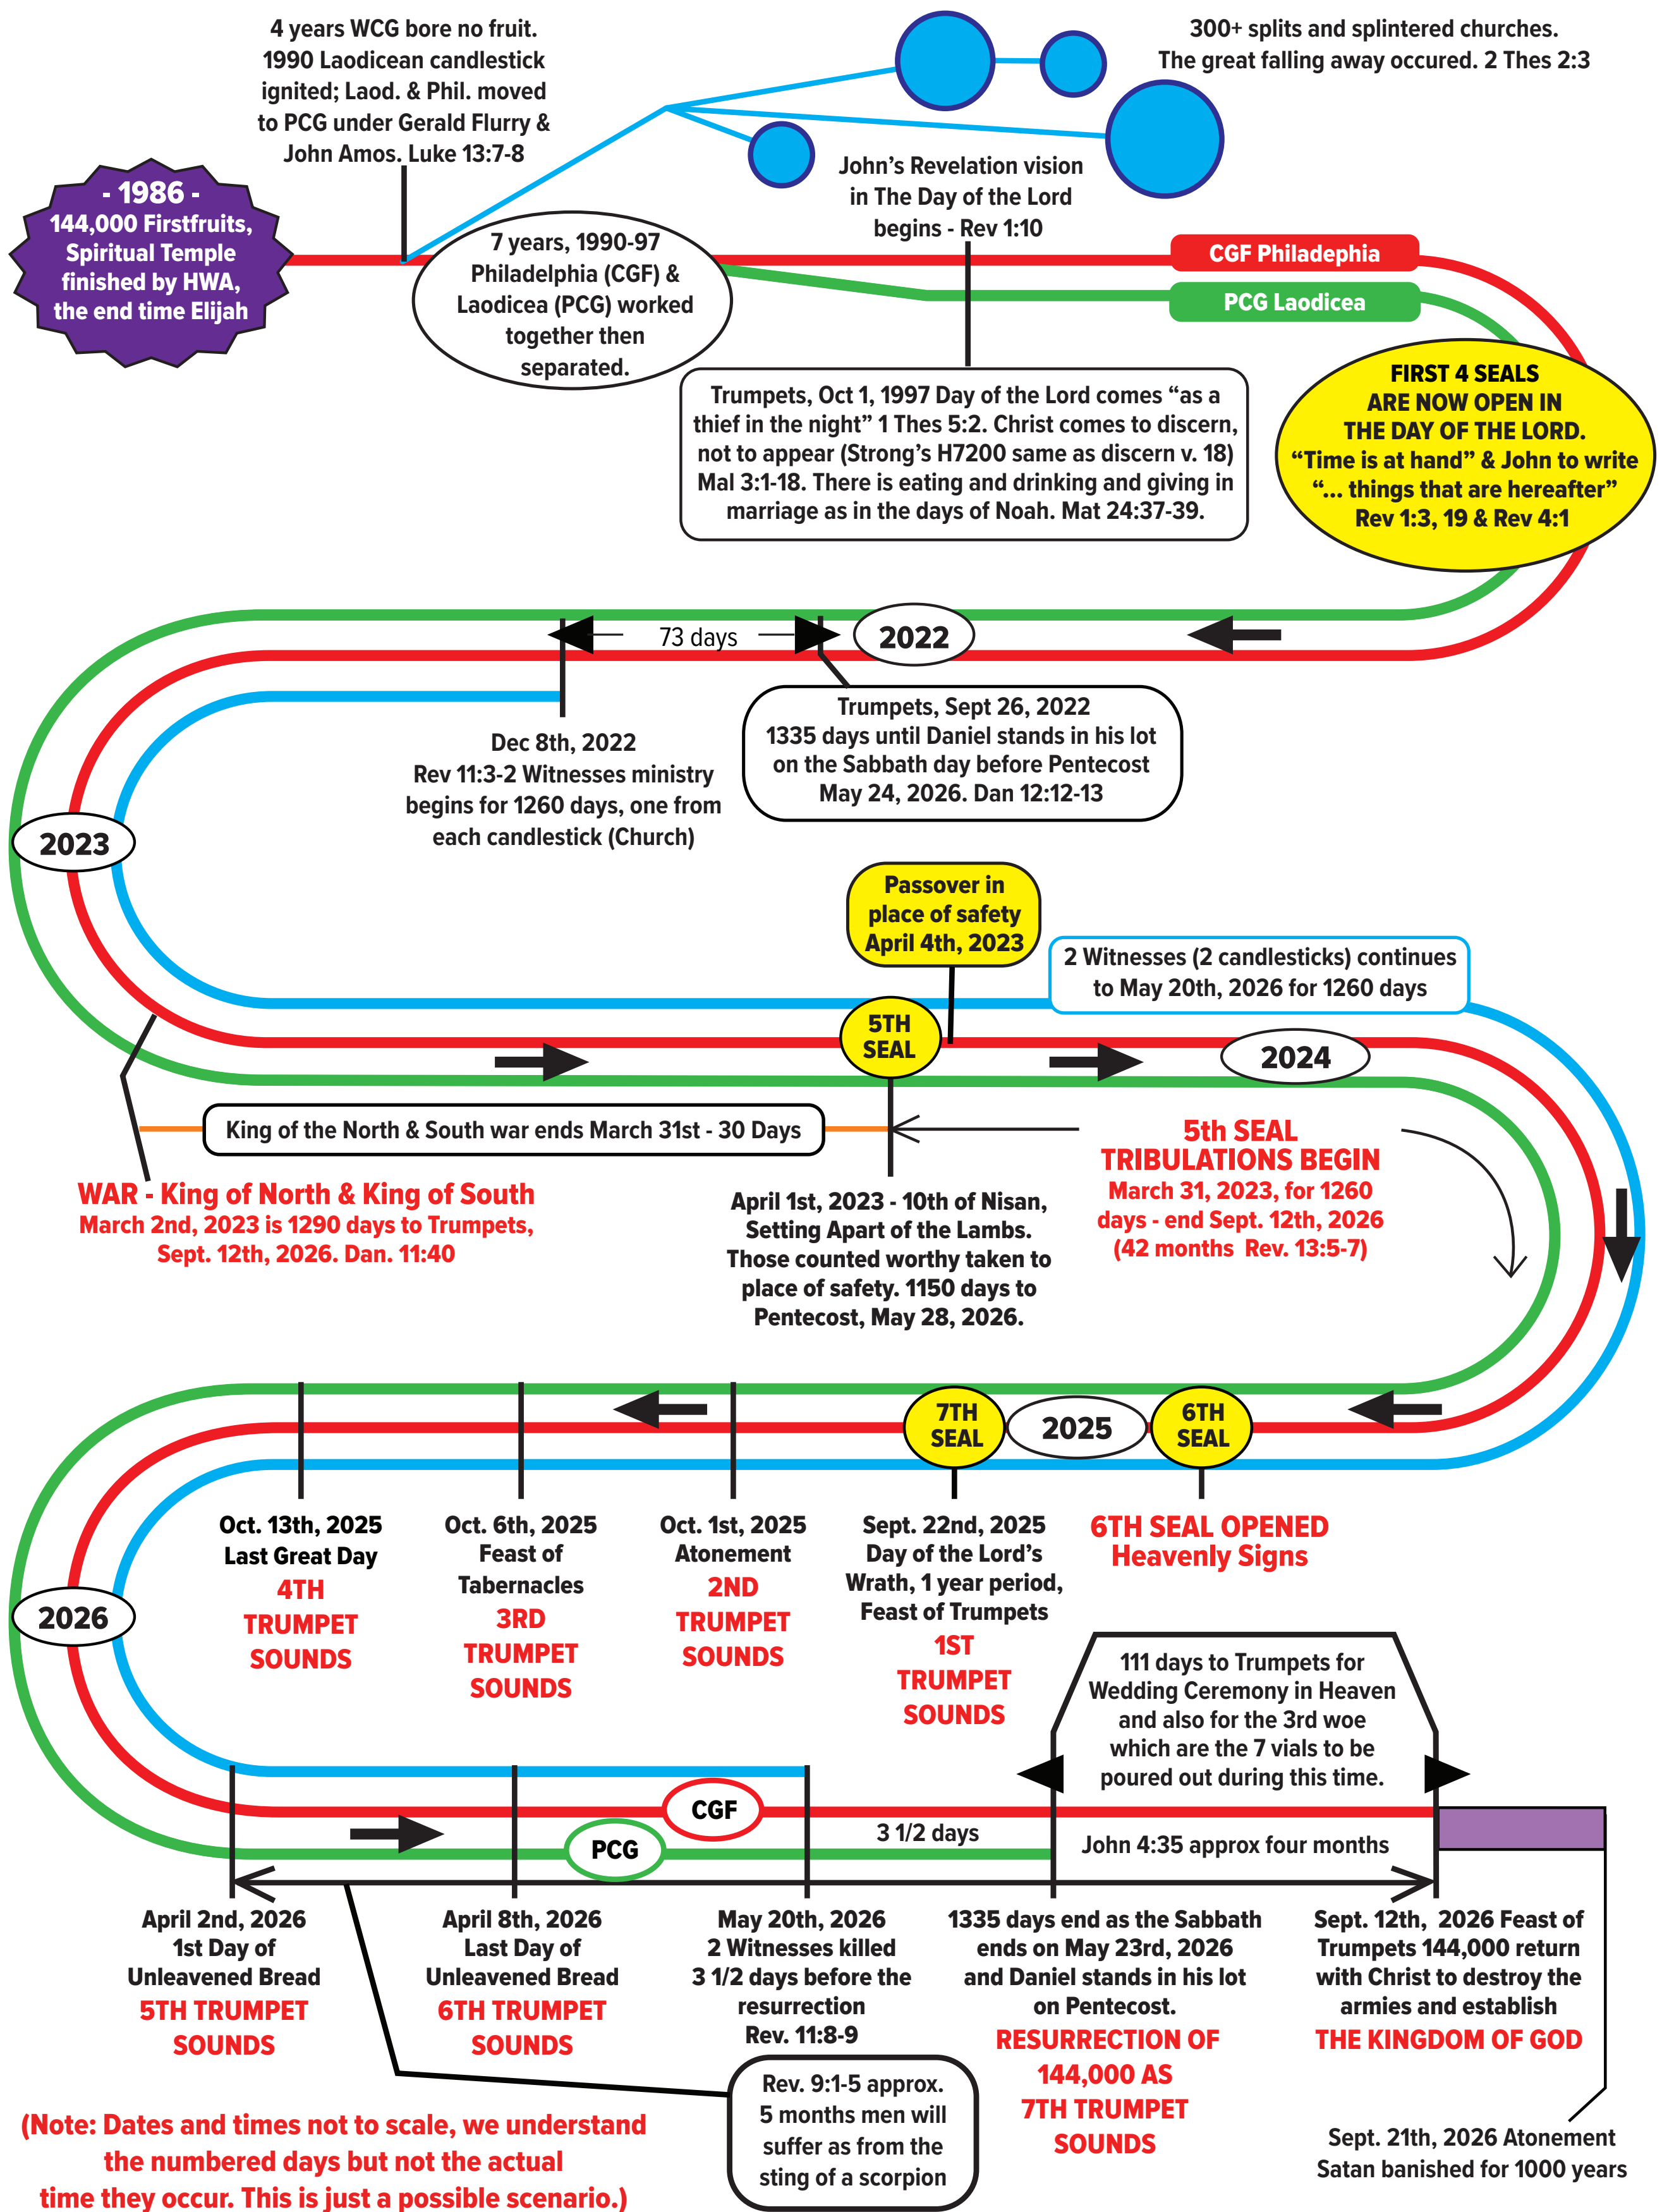 4 years WCG bore no fruit.
1990 Laodicean candlestick
ignited; Laod. & Phil. moved
to PCG under Gerald Flurry &
John Amos. Luke 13:7-8
300+ splits and splintered churches.
The great falling away occured. 2 Thes 2:3
- 1986 -
144,000 Firstfruits,
Spiritual Temple
finished by HWA,
the end time Elijah
7 years, 1990-97
Philadelphia (CGF) &
Laodicea (PCG) worked
together then
separated.
John's Revelation vision
in The Day of the Lord
begins - Rev 1:10
CGF Philadephia
PCG Laodicea
Trumpets, Oct 1, 1997 Day of the Lord comes “as a
thief in the night” 1 Thes 5:2. Christ comes to discern,
not to appear (Strong's H7200 same as discern v. 18)
Mal 3:1-18. There is eating and drinking and giving in
marriage as in the days of Noah. Mat 24:37-39.
FIRST 4 SEALS
ARE NOW OPEN IN
THE DAY OF THE LORD.
“Time is at hand” & John to write
“... things that are hereafter”
Rev 1:3, 19 & Rev 4:1
73 days
2022
Trumpets, Sept 26, 2022
1335 days until Daniel stands in his lot
on the Sabbath day before Pentecost
May 24, 2026. Dan 12:12-13
Dec 8th, 2022
Rev 11:3-2 Witnesses ministry
begins for 1260 days, one from
each candlestick (Church)
2023
Passover in
place of safety
April 4th, 2023
2 Witnesses (2 candlesticks) continues
to May 20th, 2026 for 1260 days
5TH
SEAL
2024
King of the North & South war ends March 31st - 30 Days
WAR - King of North & King of South
March 2nd, 2023 is 1290 days to Trumpets,
Sept. 12th, 2026. Dan. 11:40
April 1st, 2023 - 10th of Nisan,
Setting Apart of the Lambs.
Those counted worthy taken to
place of safety. 1150 days to
Pentecost, May 28, 2026.
5th SEAL
TRIBULATIONS BEGIN
March 31, 2023, for 1260
days - end Sept. 12th, 2026
(42 months Rev. 13:5-7)
7TH
SEAL
2025
6TH
SEAL
Oct. 13th, 2025
Last Great Day
4TH
TRUMPET
SOUNDS
Oct. 6th, 2025
Feast of
Tabernacles
3RD
TRUMPET
SOUNDS
Oct. 1st, 2025
Atonement
2ND
TRUMPET
SOUNDS
Sept. 22nd, 2025
Day of the Lord's
Wrath, 1 year period,
Feast of Trumpets
1ST
TRUMPET
SOUNDS
6TH SEAL OPENED
Heavenly Signs
2026
111 days to Trumpets for
Wedding Ceremony in Heaven
and also for the 3rd woe
which are the 7 vials to be
poured out during this time.
CGF
PCG
3 1/2 days
John 4:35 approx four months
April 2nd, 2026
1st Day of
Unleavened Bread
5TH TRUMPET
SOUNDS
April 8th, 2026
Last Day of
Unleavened Bread
6TH TRUMPET
SOUNDS
May 20th, 2026
2 Witnesses killed
3 1/2 days before the
resurrection
Rev. 11:8-9
1335 days end as the Sabbath
ends on May 23rd, 2026
and Daniel stands in his lot
on Pentecost.
RESURRECTION OF
144,000 AS
7TH TRUMPET
SOUNDS
Sept. 12th, 2026 Feast of
Trumpets 144,000 return
with Christ to destroy the
armies and establish
THE KINGDOM OF GOD
Rev. 9:1-5 approx.
5 months men will
suffer as from the
sting of a scorpion
(Note: Dates and times not to scale, we understand
the numbered days but not the actual
time they occur. This is just a possible scenario.)
Sept. 21th, 2026 Atonement
Satan banished for 1000 years